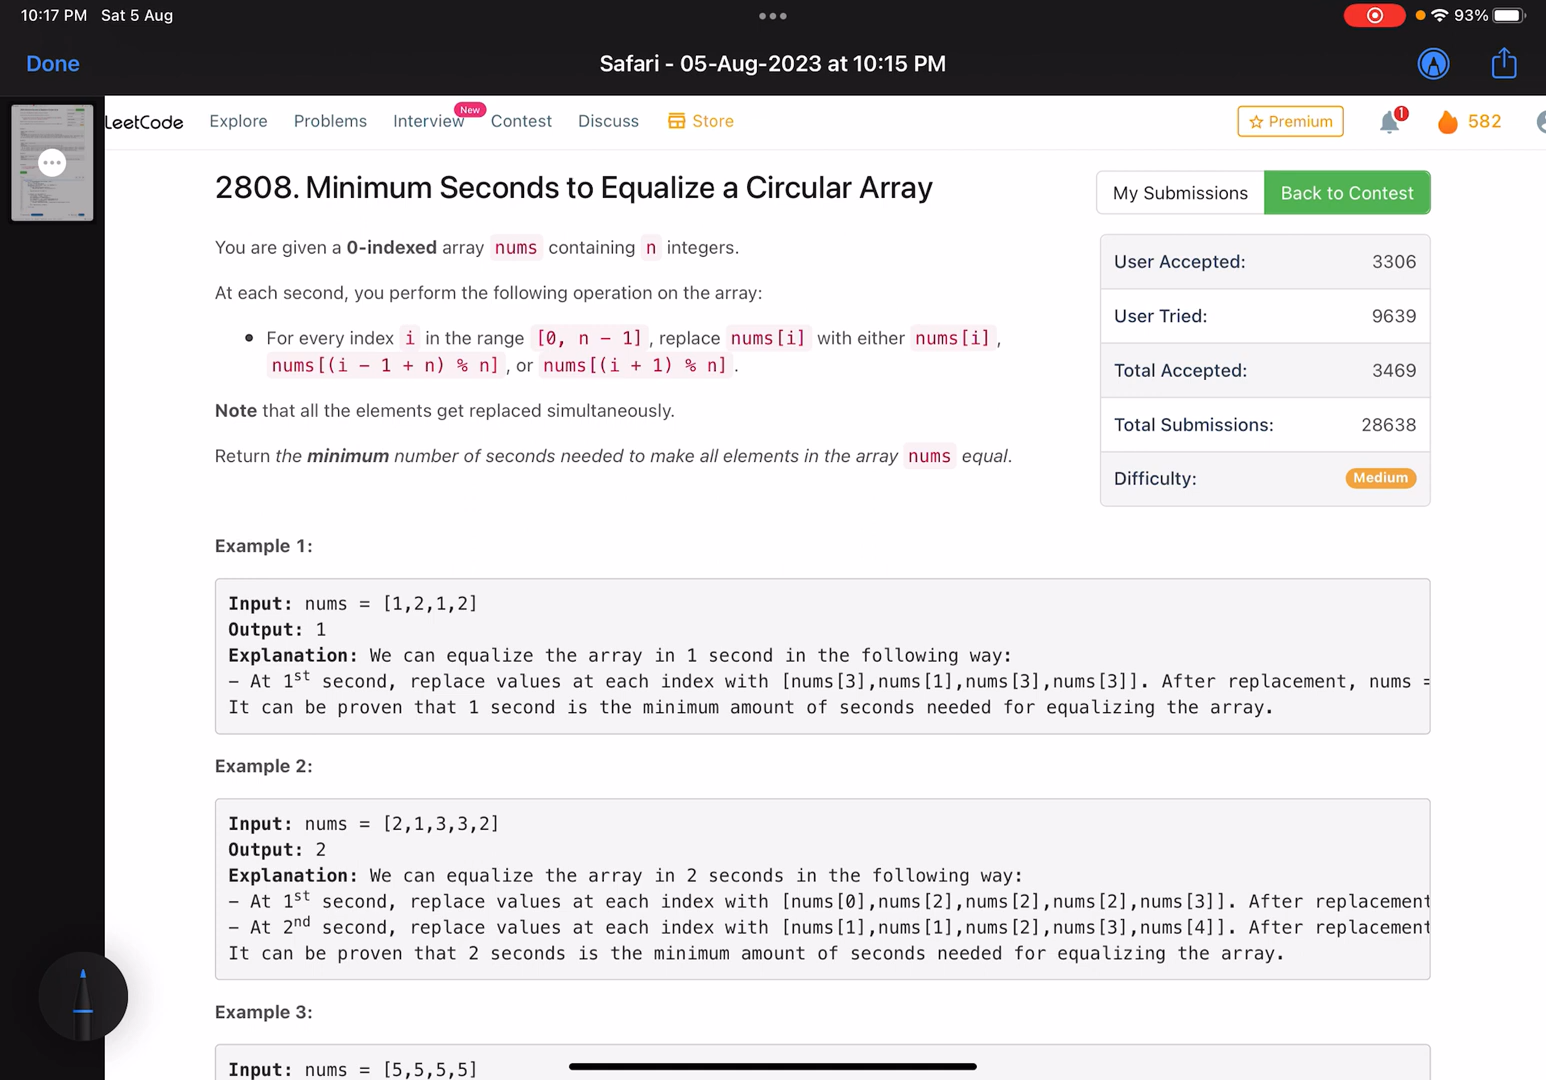 10:17 PM Sat 5 Aug
93%
Done
Safari - 05-Aug-2023 at 10:15 PM
LeetCode Explore Problems Interview New Contest Discuss Store Premium 1 582
2808. Minimum Seconds to Equalize a Circular Array
My Submissions Back to Contest
You are given a 0-indexed array nums containing n integers.
At each second, you perform the following operation on the array:
• For every index i in the range [0, n - 1], replace nums[i] with either nums[i],
nums[(i - 1 + n) % n], or nums[(i + 1) % n].
Note that all the elements get replaced simultaneously.
Return the minimum number of seconds needed to make all elements in the array nums equal.
User Accepted: 3306
User Tried: 9639
Total Accepted: 3469
Total Submissions: 28638
Difficulty: Medium
Example 1:
Input: nums = [1,2,1,2]
Output: 1
Explanation: We can equalize the array in 1 second in the following way:
- At 1st second, replace values at each index with [nums[3],nums[1],nums[3],nums[3]]. After replacement, nums =
It can be proven that 1 second is the minimum amount of seconds needed for equalizing the array.
Example 2:
Input: nums = [2,1,3,3,2]
Output: 2
Explanation: We can equalize the array in 2 seconds in the following way:
- At 1st second, replace values at each index with [nums[0],nums[2],nums[2],nums[2],nums[3]]. After replacement
- At 2nd second, replace values at each index with [nums[1],nums[1],nums[2],nums[3],nums[4]]. After replacement
It can be proven that 2 seconds is the minimum amount of seconds needed for equalizing the array.
Example 3:
Input: nums = [5,5,5,5]